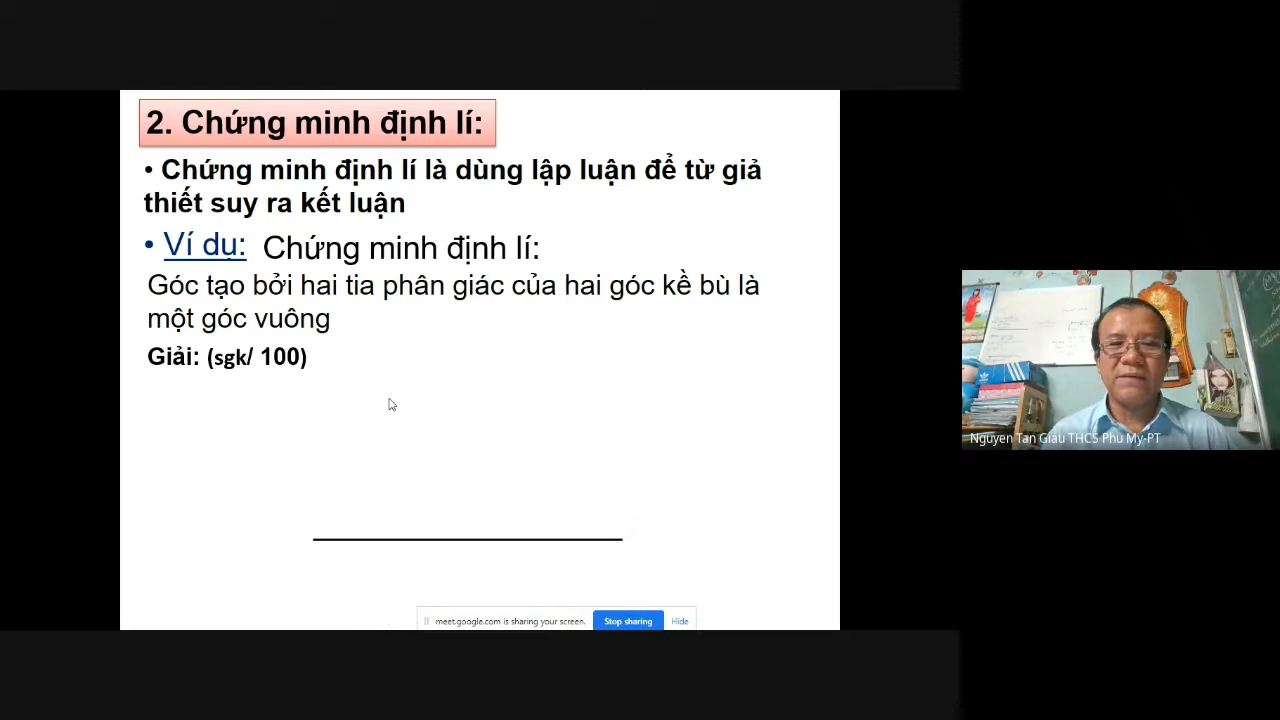 2. Chứng minh định lí:
• Chứng minh định lí là dùng lập luận để từ giả
thiết suy ra kết luận
• Ví dụ: Chứng minh định lí:
Góc tạo bởi hai tia phân giác của hai góc kề bù là
một góc vuông
Giải: (sgk/ 100)
meet.google.com is sharing your screen. Stop sharing Hide
Nguyen Tan Giau THCS Phu My-PT